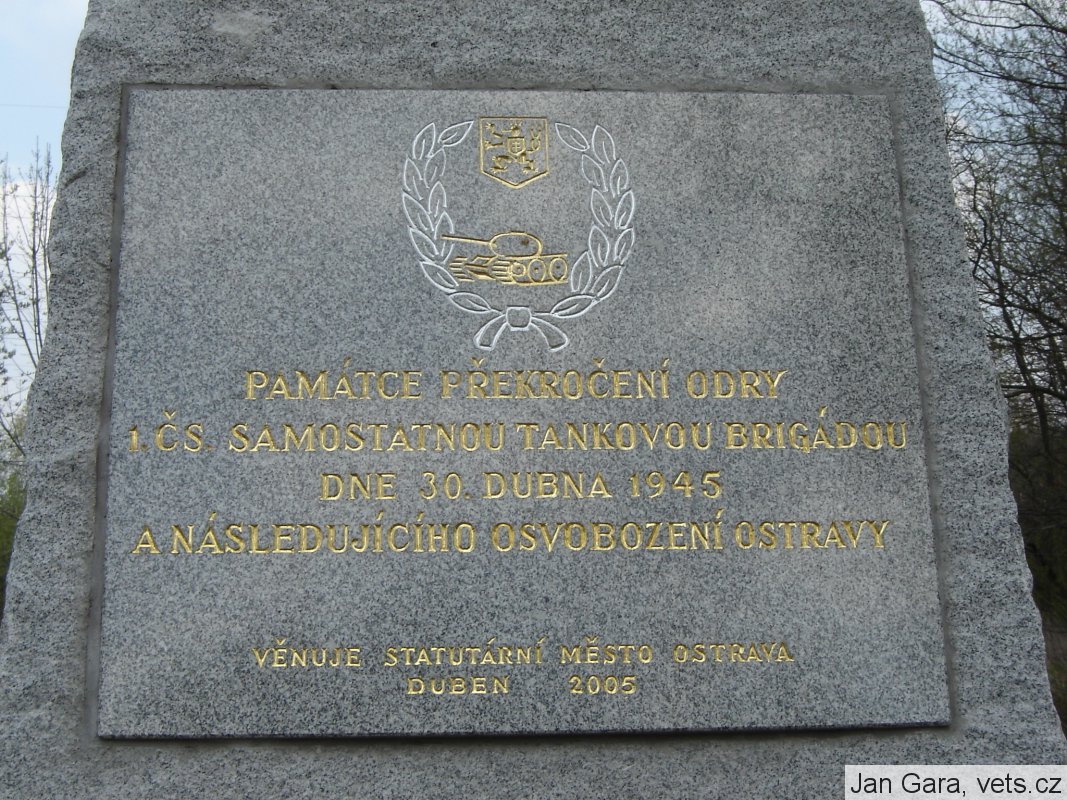 PAMÁTCE PŘEKROČENÍ ODRY
1. ČS. SAMOSTATNOU TANKOVOU BRIGÁDOU
DNE 30. DUBNA 1945
A NÁSLEDUJÍCÍHO OSVOBOZENÍ OSTRAVY
VĚNUJE STATUTÁRNÍ MĚSTO OSTRAVA
DUBEN 2005
Jan Gara, vets.cz